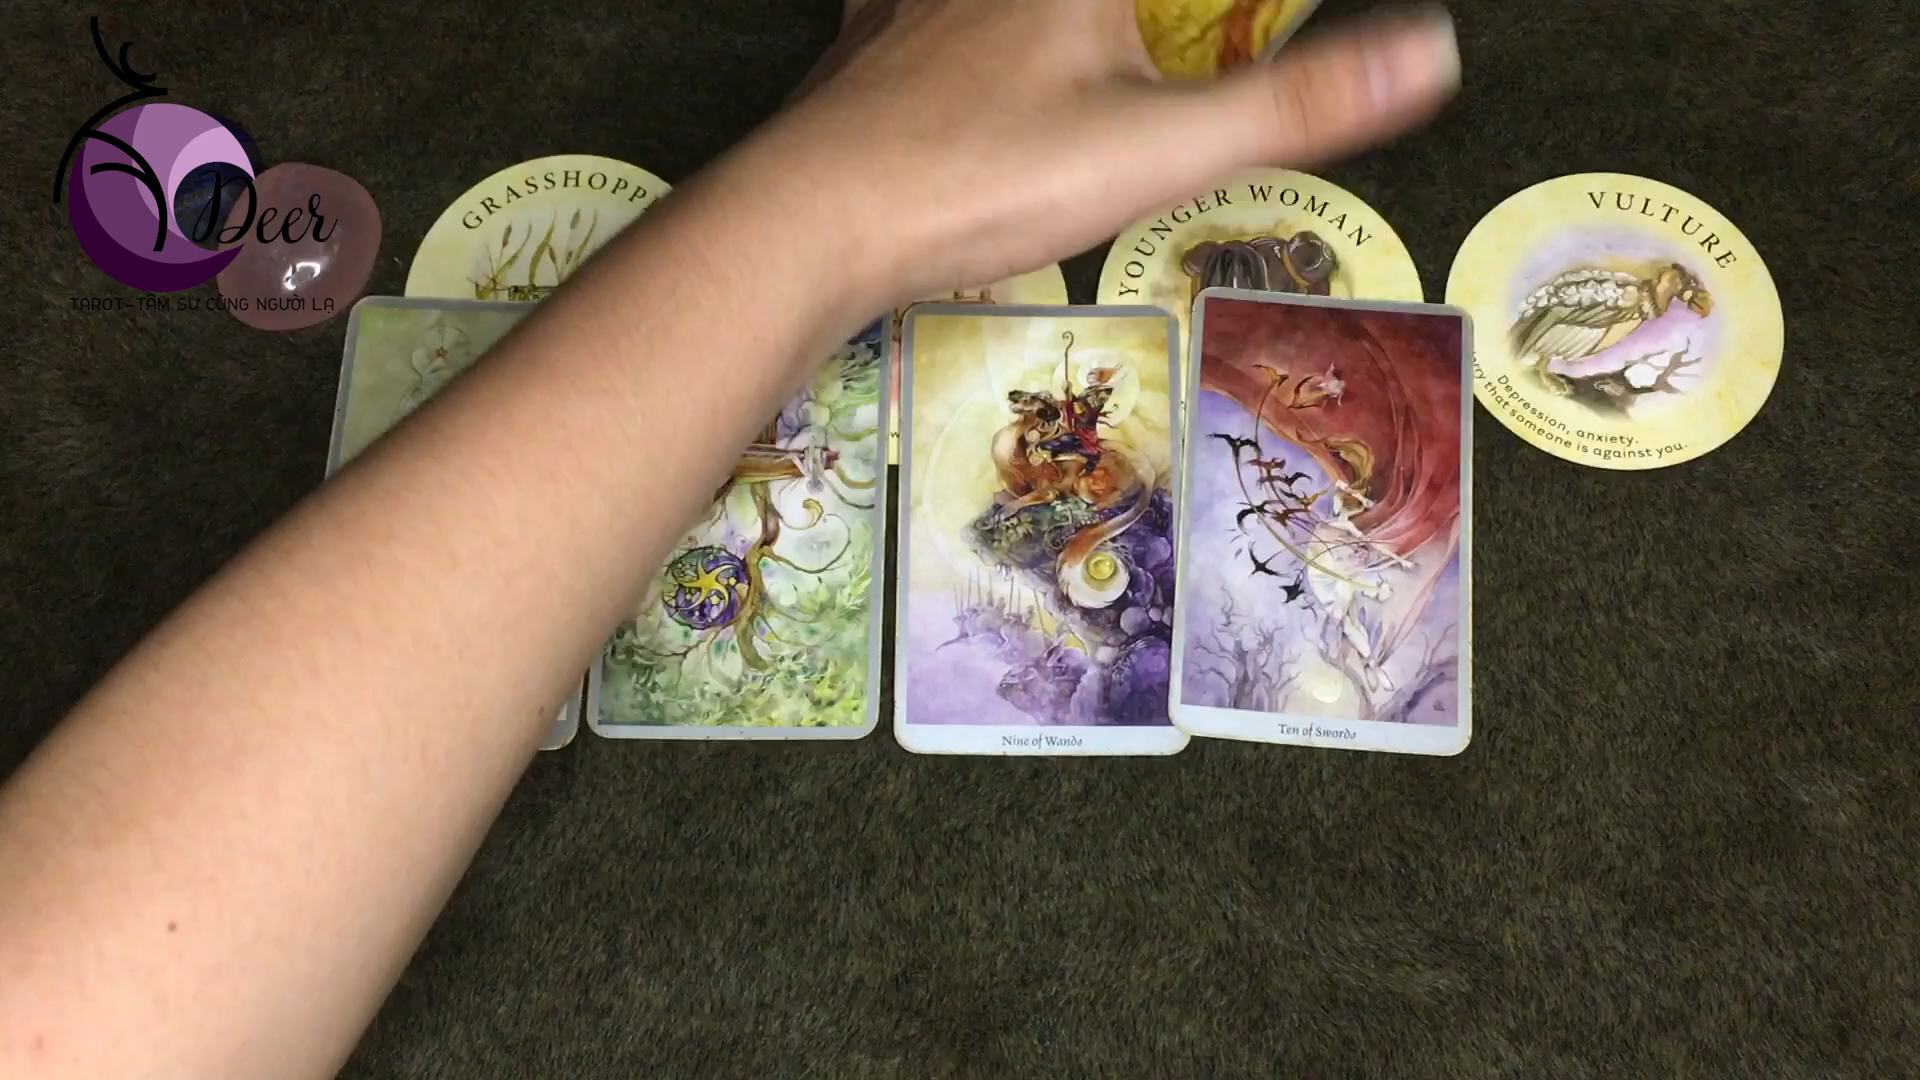 Deer
TAROT-TÂM SỰ CÙNG NGƯỜI LẠ
GRASSHOPP
YOUNGER WOMAN
VULTURE
Depression, anxiety.
that someone is against you.
Nine of Wands
Ten of Swords